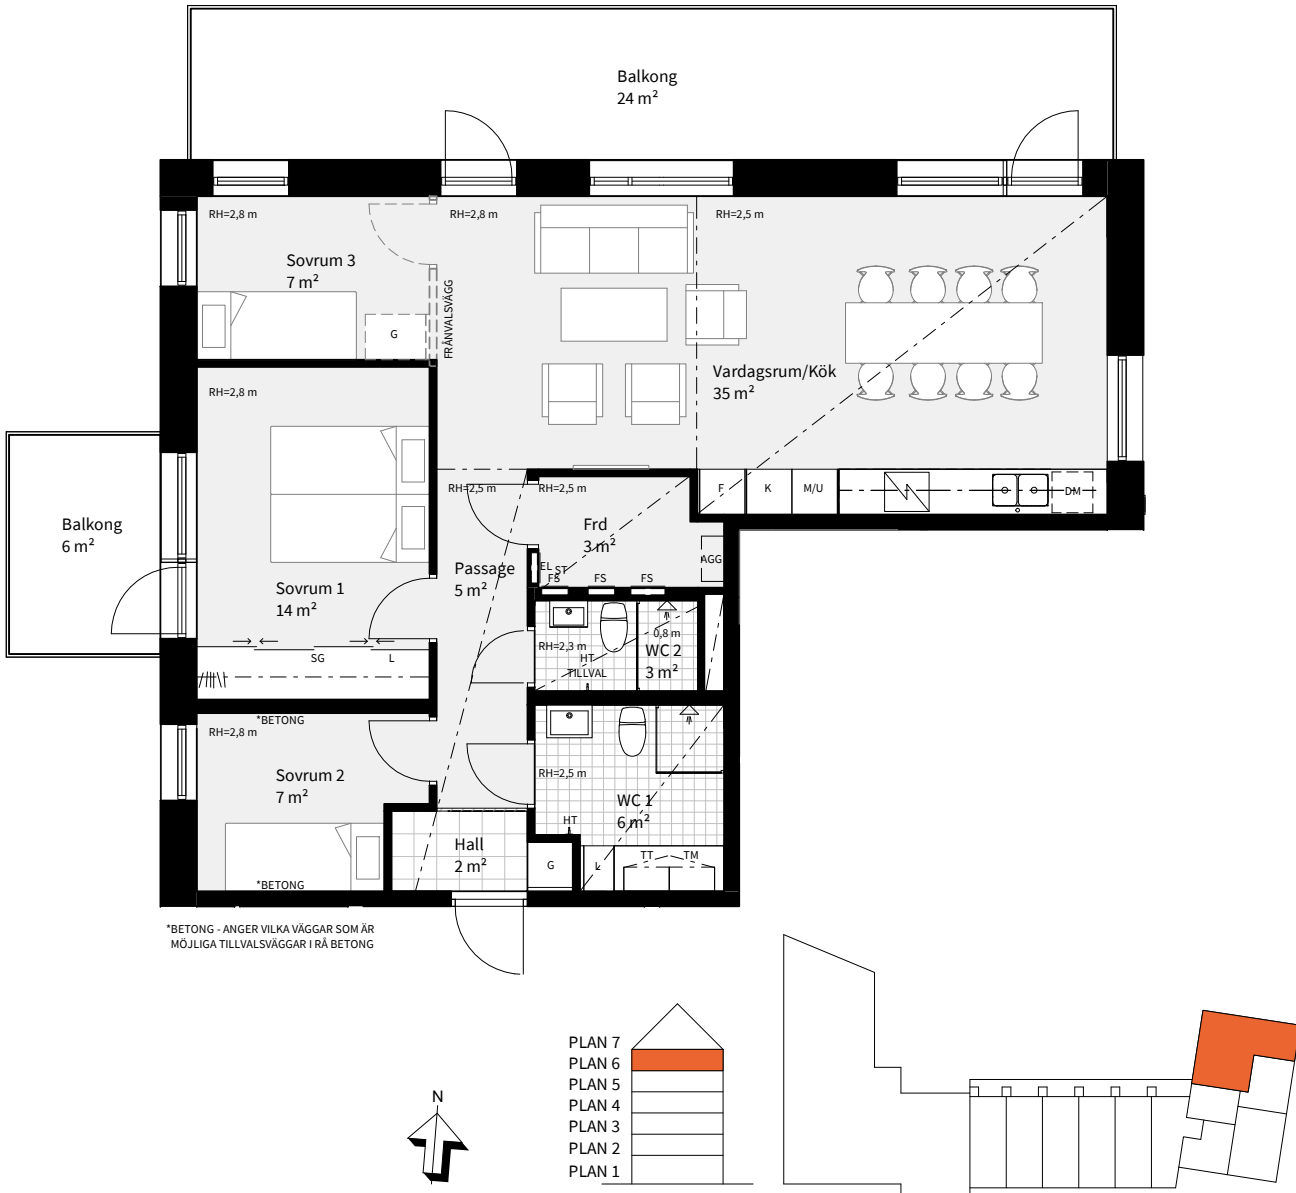 Balkong
24 m²
RH=2,8 m
RH=2,8 m
RH=2,5 m
Sovrum 3
7 m²
G
FRÅNVALSVÄGG
Vardagsrum/Kök
35 m²
RH=2,8 m
RH=2,5 m
RH=2,5 m
F
K
M/U
DM
Balkong
6 m²
Frd
3 m²
AGG
EL
ST
FS
FS
FS
Passage
5 m²
Sovrum 1
14 m²
SG
L
RH=2,3 m
0,8 m
WC 2
3 m²
HT
TILLVAL
*BETONG
RH=2,8 m
Sovrum 2
7 m²
*BETONG
RH=2,5 m
WC 1
6 m²
HT
Hall
2 m²
G
L
TT
TM
*BETONG - ANGER VILKA VÄGGAR SOM ÄR
MÖJLIGA TILLVALSVÄGGAR I RÅ BETONG
N
PLAN 7
PLAN 6
PLAN 5
PLAN 4
PLAN 3
PLAN 2
PLAN 1